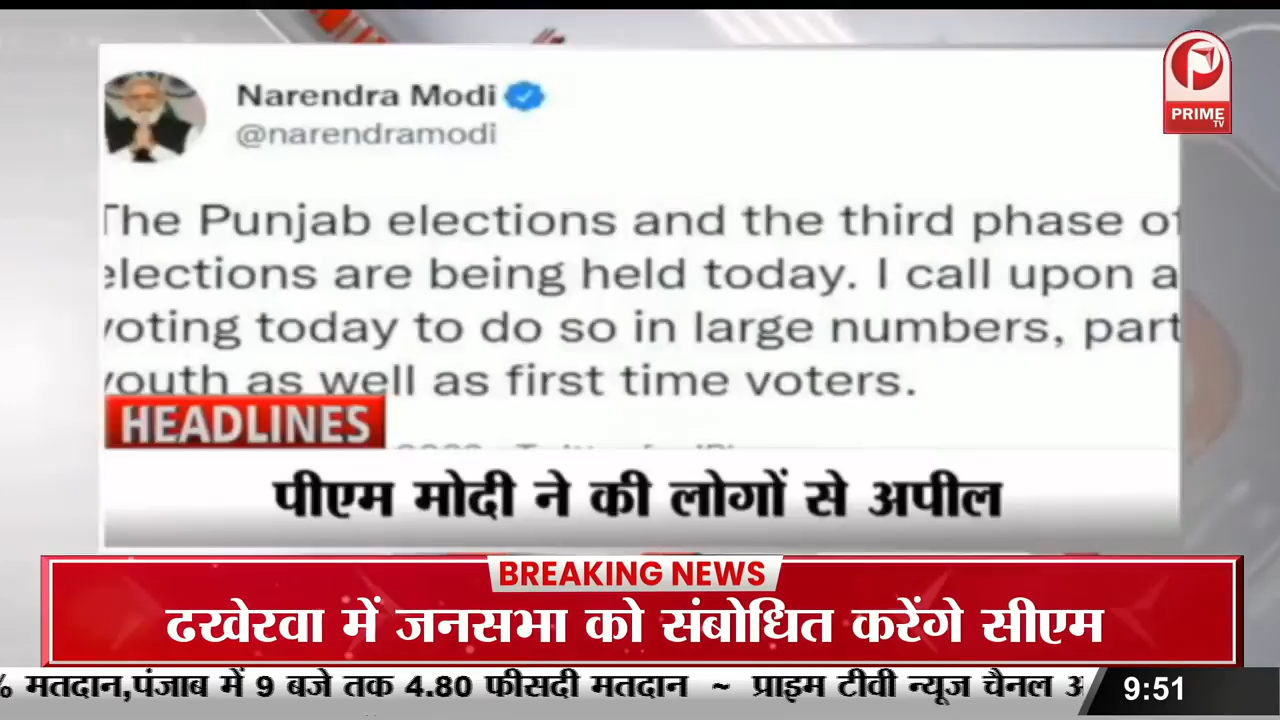 Narendra Modi
@narendramodi
PRIME
TV
The Punjab elections and the third phase of
elections are being held today. I call upon a
voting today to do so in large numbers, part
youth as well as first time voters.
HEADLINES
पीएम मोदी ने की लोगों से अपील
BREAKING NEWS
ढखेरवा में जनसभा को संबोधित करेंगे सीएम
% मतदान,पंजाब में 9 बजे तक 4.80 फीसदी मतदान ~ प्राइम टीवी न्यूज चैनल
9:51